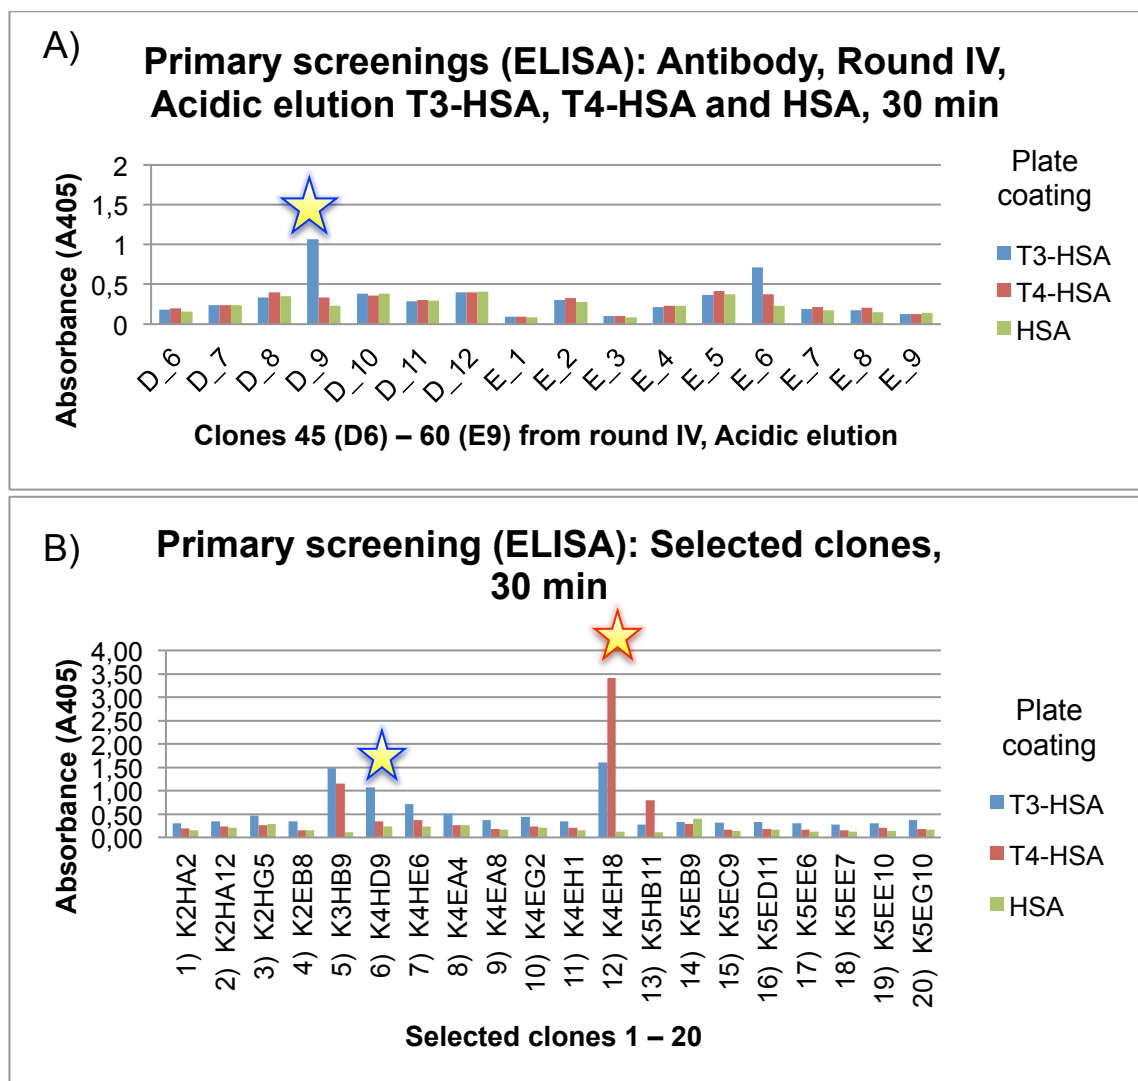 A)
Primary screenings (ELISA): Antibody, Round IV,
Acidic elution T3-HSA, T4-HSA and HSA, 30 min
Absorbance (A405)
2
1,5
1
0,5
0
D_6
D_7
D_8
D_9
D_10
D_11
D_12
E_1
E_2
E_3
E_4
E_5
E_6
E_7
E_8
E_9
Clones 45 (D6) – 60 (E9) from round IV, Acidic elution
Plate
coating
T3-HSA
T4-HSA
HSA
B)
Primary screening (ELISA): Selected clones,
30 min
Absorbance (A405)
4,00
3,50
3,00
2,50
2,00
1,50
1,00
0,50
0,00
1) K2HA2
2) K2HA12
3) K2HG5
4) K2EB8
5) K3HB9
6) K4HD9
7) K4HE6
8) K4EA4
9) K4EA8
10) K4EG2
11) K4EH1
12) K4EH8
13) K5HB11
14) K5EB9
15) K5EC9
16) K5ED11
17) K5EE6
18) K5EE7
19) K5EE10
20) K5EG10
Selected clones 1 – 20
Plate
coating
T3-HSA
T4-HSA
HSA